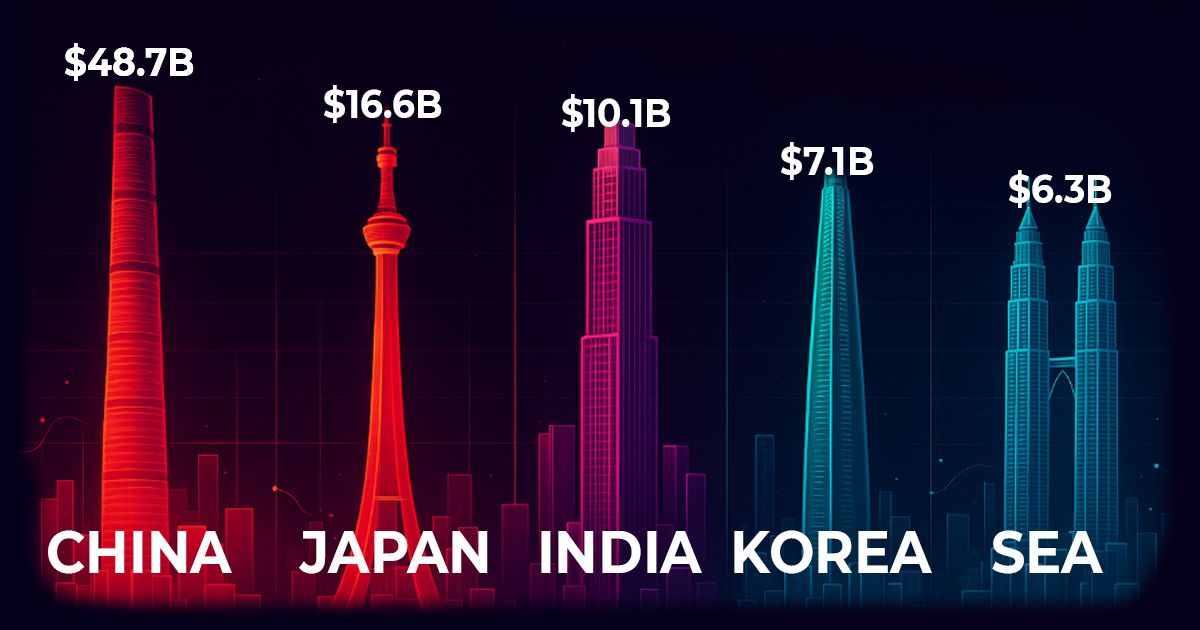 $48.7B
$16.6B
$10.1B
$7.1B
$6.3B
CHINA
JAPAN
INDIA
KOREA
SEA